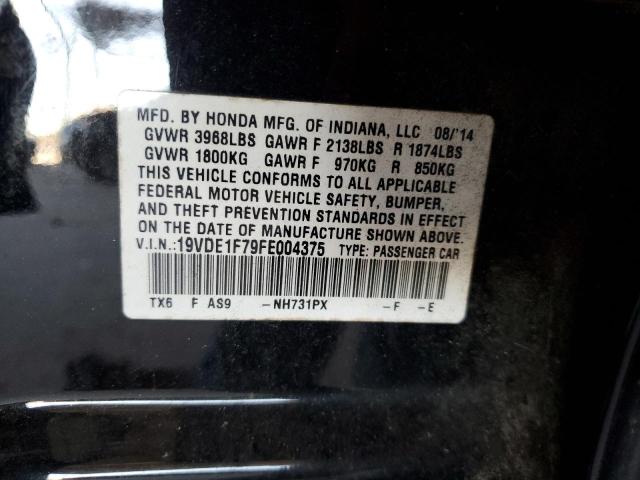 MFD. BY HONDA MFG. OF INDIANA, LLC 08/'14
GVWR 3968LBS GAWR F 2138LBS R 1874LBS
GVWR 1800KG GAWR F 970KG R 850KG
THIS VEHICLE CONFORMS TO ALL APPLICABLE
FEDERAL MOTOR VEHICLE SAFETY, BUMPER,
AND THEFT PREVENTION STANDARDS IN EFFECT
ON THE DATE OF MANUFACTURE SHOWN ABOVE.
V.I.N.:19VDE1F79FE004375 TYPE: PASSENGER CAR
TX6 F AS9 -NH731PX -F -E